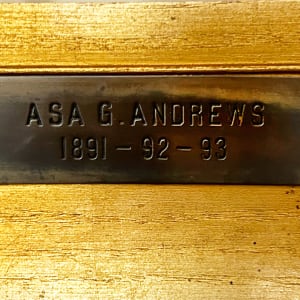 ASA G. ANDREWS
1891 - 92 - 93